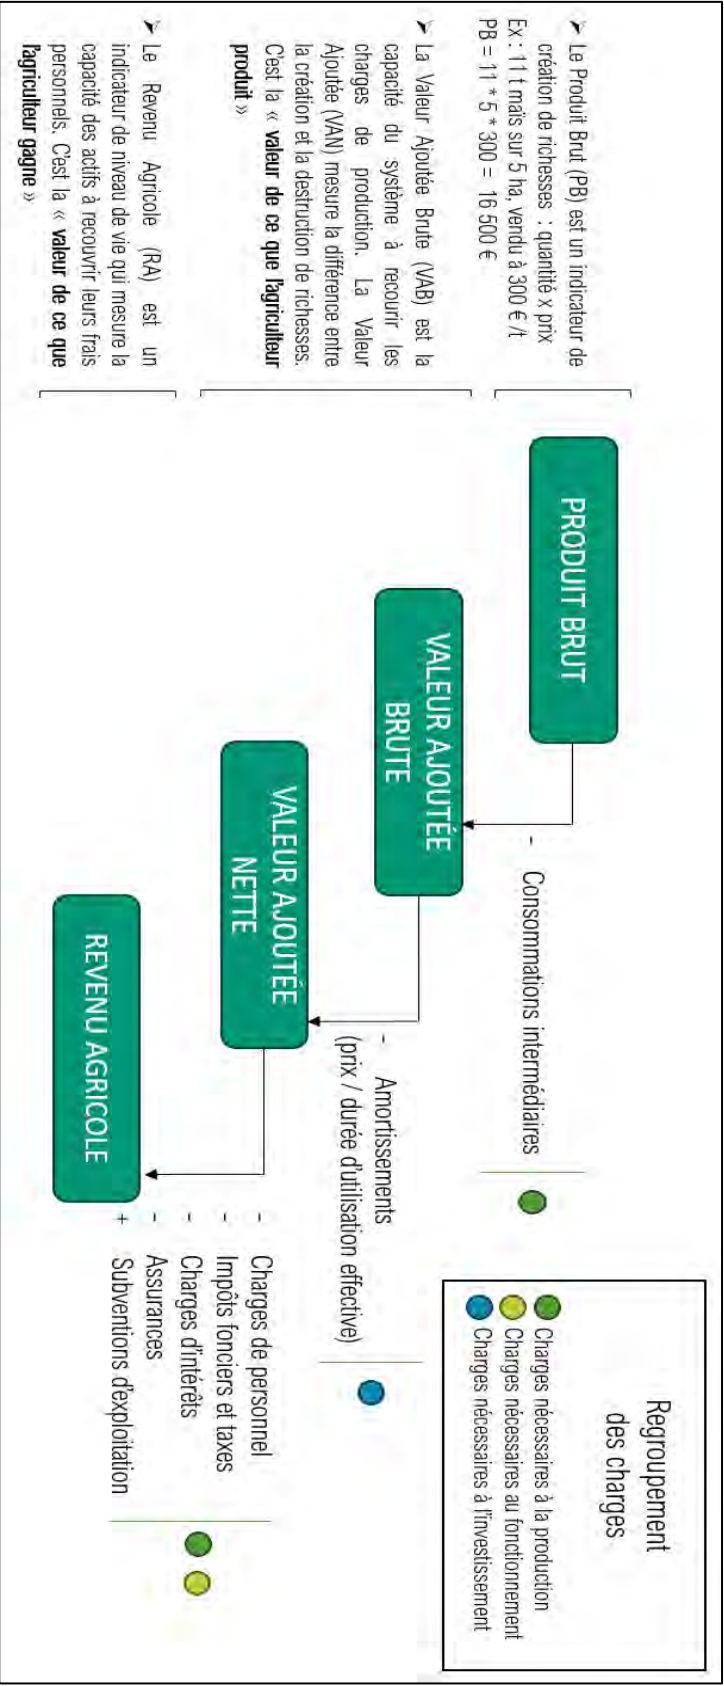 ➢ Le Produit Brut (PB) est un indicateur de
création de richesses : quantité x prix
Ex : 11 t maïs sur 5 ha, vendu à 300 € /t
PB = 11 * 5 * 300 = 16 500 €
➢ La Valeur Ajoutée Brute (VAB) est la
capacité du système à recourir les
charges de production. La Valeur
Ajoutée (VAN) mesure la différence entre
la création et la destruction de richesses.
C'est la « valeur de ce que l'agriculteur
produit »
➢ Le Revenu Agricole (RA) est un
indicateur de niveau de vie qui mesure la
capacité des actifs à recouvrir leurs frais
personnels. C'est la « valeur de ce que
l'agriculteur gagne »
PRODUIT BRUT
- Consommations intermédiaires
VALEUR AJOUTÉE
BRUTE
- Amortissements
(prix / durée d'utilisation effective)
VALEUR AJOUTÉE
NETTE
- Charges de personnel
- Impôts fonciers et taxes
- Charges d'intérêts
- Assurances
+ Subventions d'exploitation
REVENU AGRICOLE
Regroupement
des charges
Charges nécessaires à la production
Charges nécessaires au fonctionnement
Charges nécessaires à l'investissement